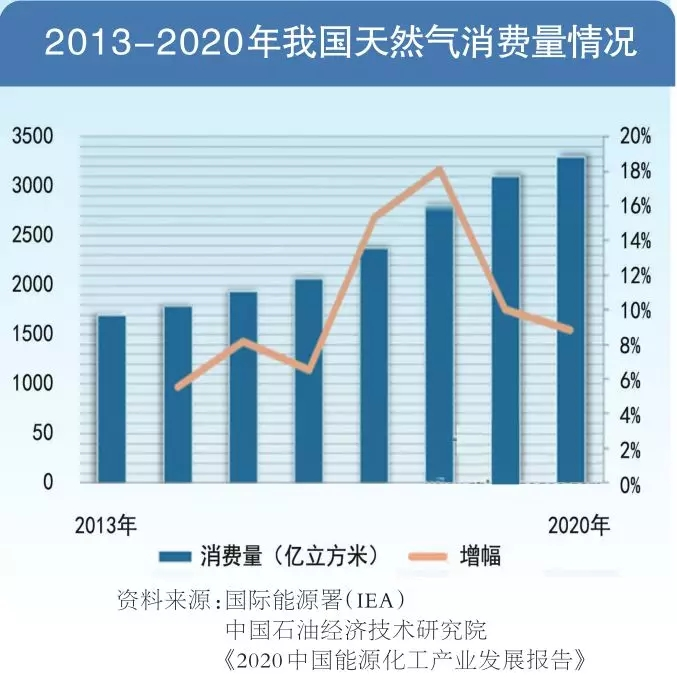 2013-2020年我国天然气消费量情况
3500
3000
2500
2000
1500
1000
50
0
20%
18%
16%
14%
12%
10%
8%
6%
4%
2%
0%
2013年
2020年
消费量（亿立方米）
增幅
资料来源:国际能源署(IEA)
中国石油经济技术研究院
《2020中国能源化工产业发展报告》